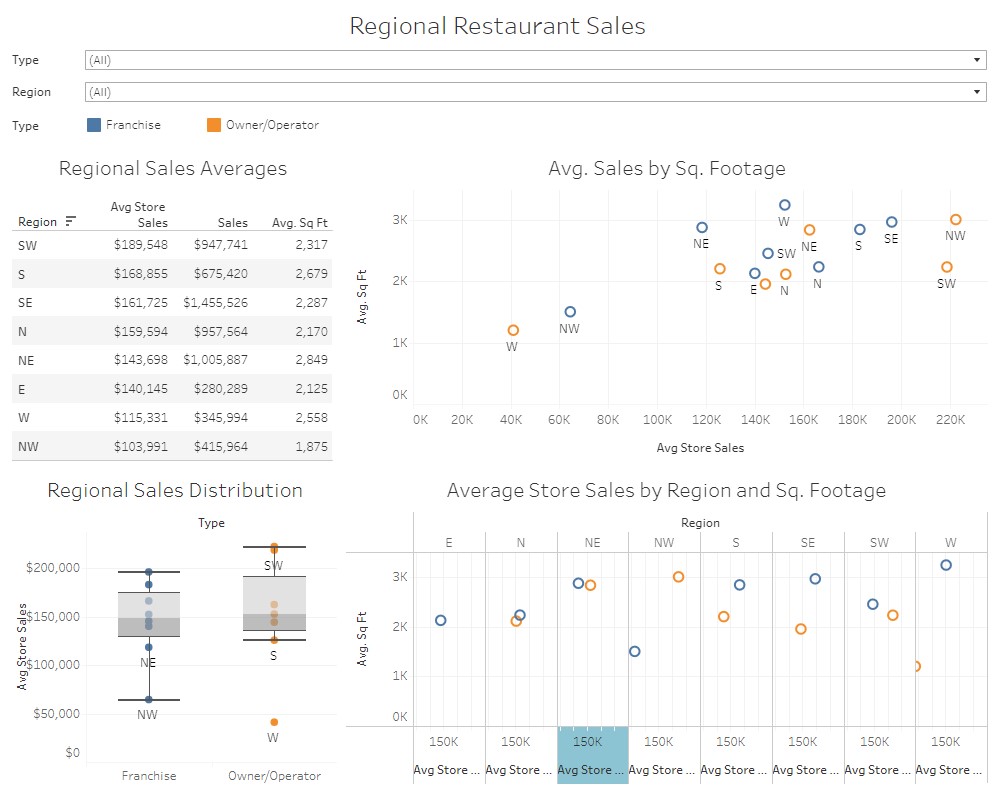 Regional Restaurant Sales
Type (All)
Region (All)
Type Franchise Owner/Operator
Regional Sales Averages
Region Avg Store Sales Sales Avg. Sq Ft
SW $189,548 $947,741 2,317
S $168,855 $675,420 2,679
SE $161,725 $1,455,526 2,287
N $159,594 $957,564 2,170
NE $143,698 $1,005,887 2,849
E $140,145 $280,289 2,125
W $115,331 $345,994 2,558
NW $103,991 $415,964 1,875
Avg. Sales by Sq. Footage
Avg. Sq Ft
3K
2K
1K
0K
W
NE
NE
S
SE
NW
SW
S
E
N
N
SW
NW
W
0K 20K 40K 60K 80K 100K 120K 140K 160K 180K 200K 220K
Avg Store Sales
Regional Sales Distribution
Type
Avg Store Sales
$200,000
$150,000
$100,000
$50,000
$0
SW
S
NE
NW
W
Franchise Owner/Operator
Average Store Sales by Region and Sq. Footage
Region
E N NE NW S SE SW W
Avg. Sq Ft
3K
2K
1K
0K
150K 150K 150K 150K 150K 150K 150K 150K
Avg Store ... Avg Store ... Avg Store ... Avg Store ... Avg Store ... Avg Store ... Avg Store ... Avg Store ...